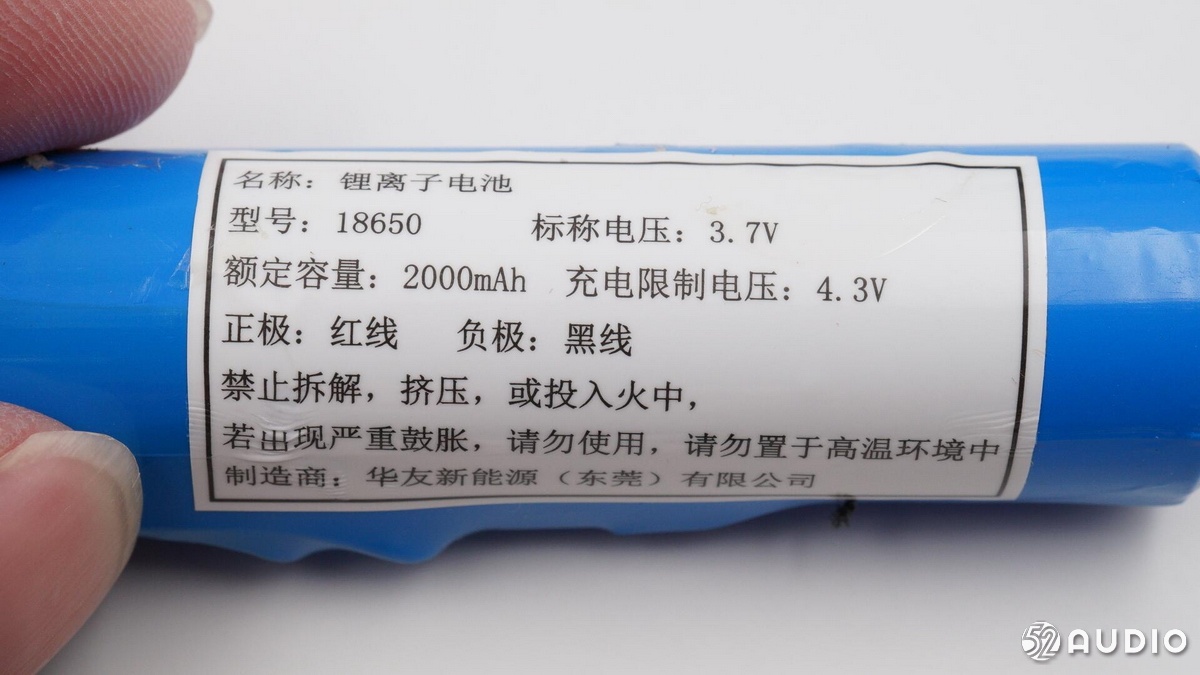 名称：锂离子电池
型号：18650 标称电压：3.7V
额定容量：2000mAh 充电限制电压：4.3V
正极：红线 负极：黑线
禁止拆解，挤压，或投入火中，
若出现严重鼓胀，请勿使用，请勿置于高温环境中
制造商：华友新能源（东莞）有限公司
52 AUDIO